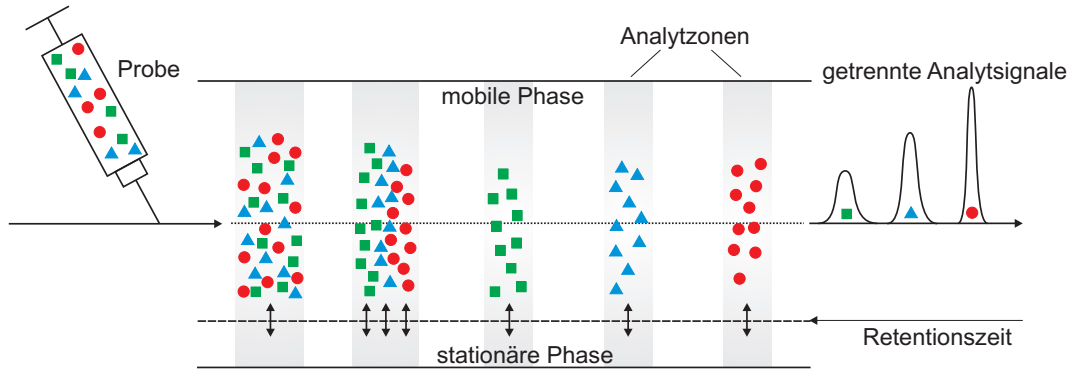 Probe
Analytzonen
mobile Phase
getrennte Analytsignale
stationäre Phase
Retentionszeit